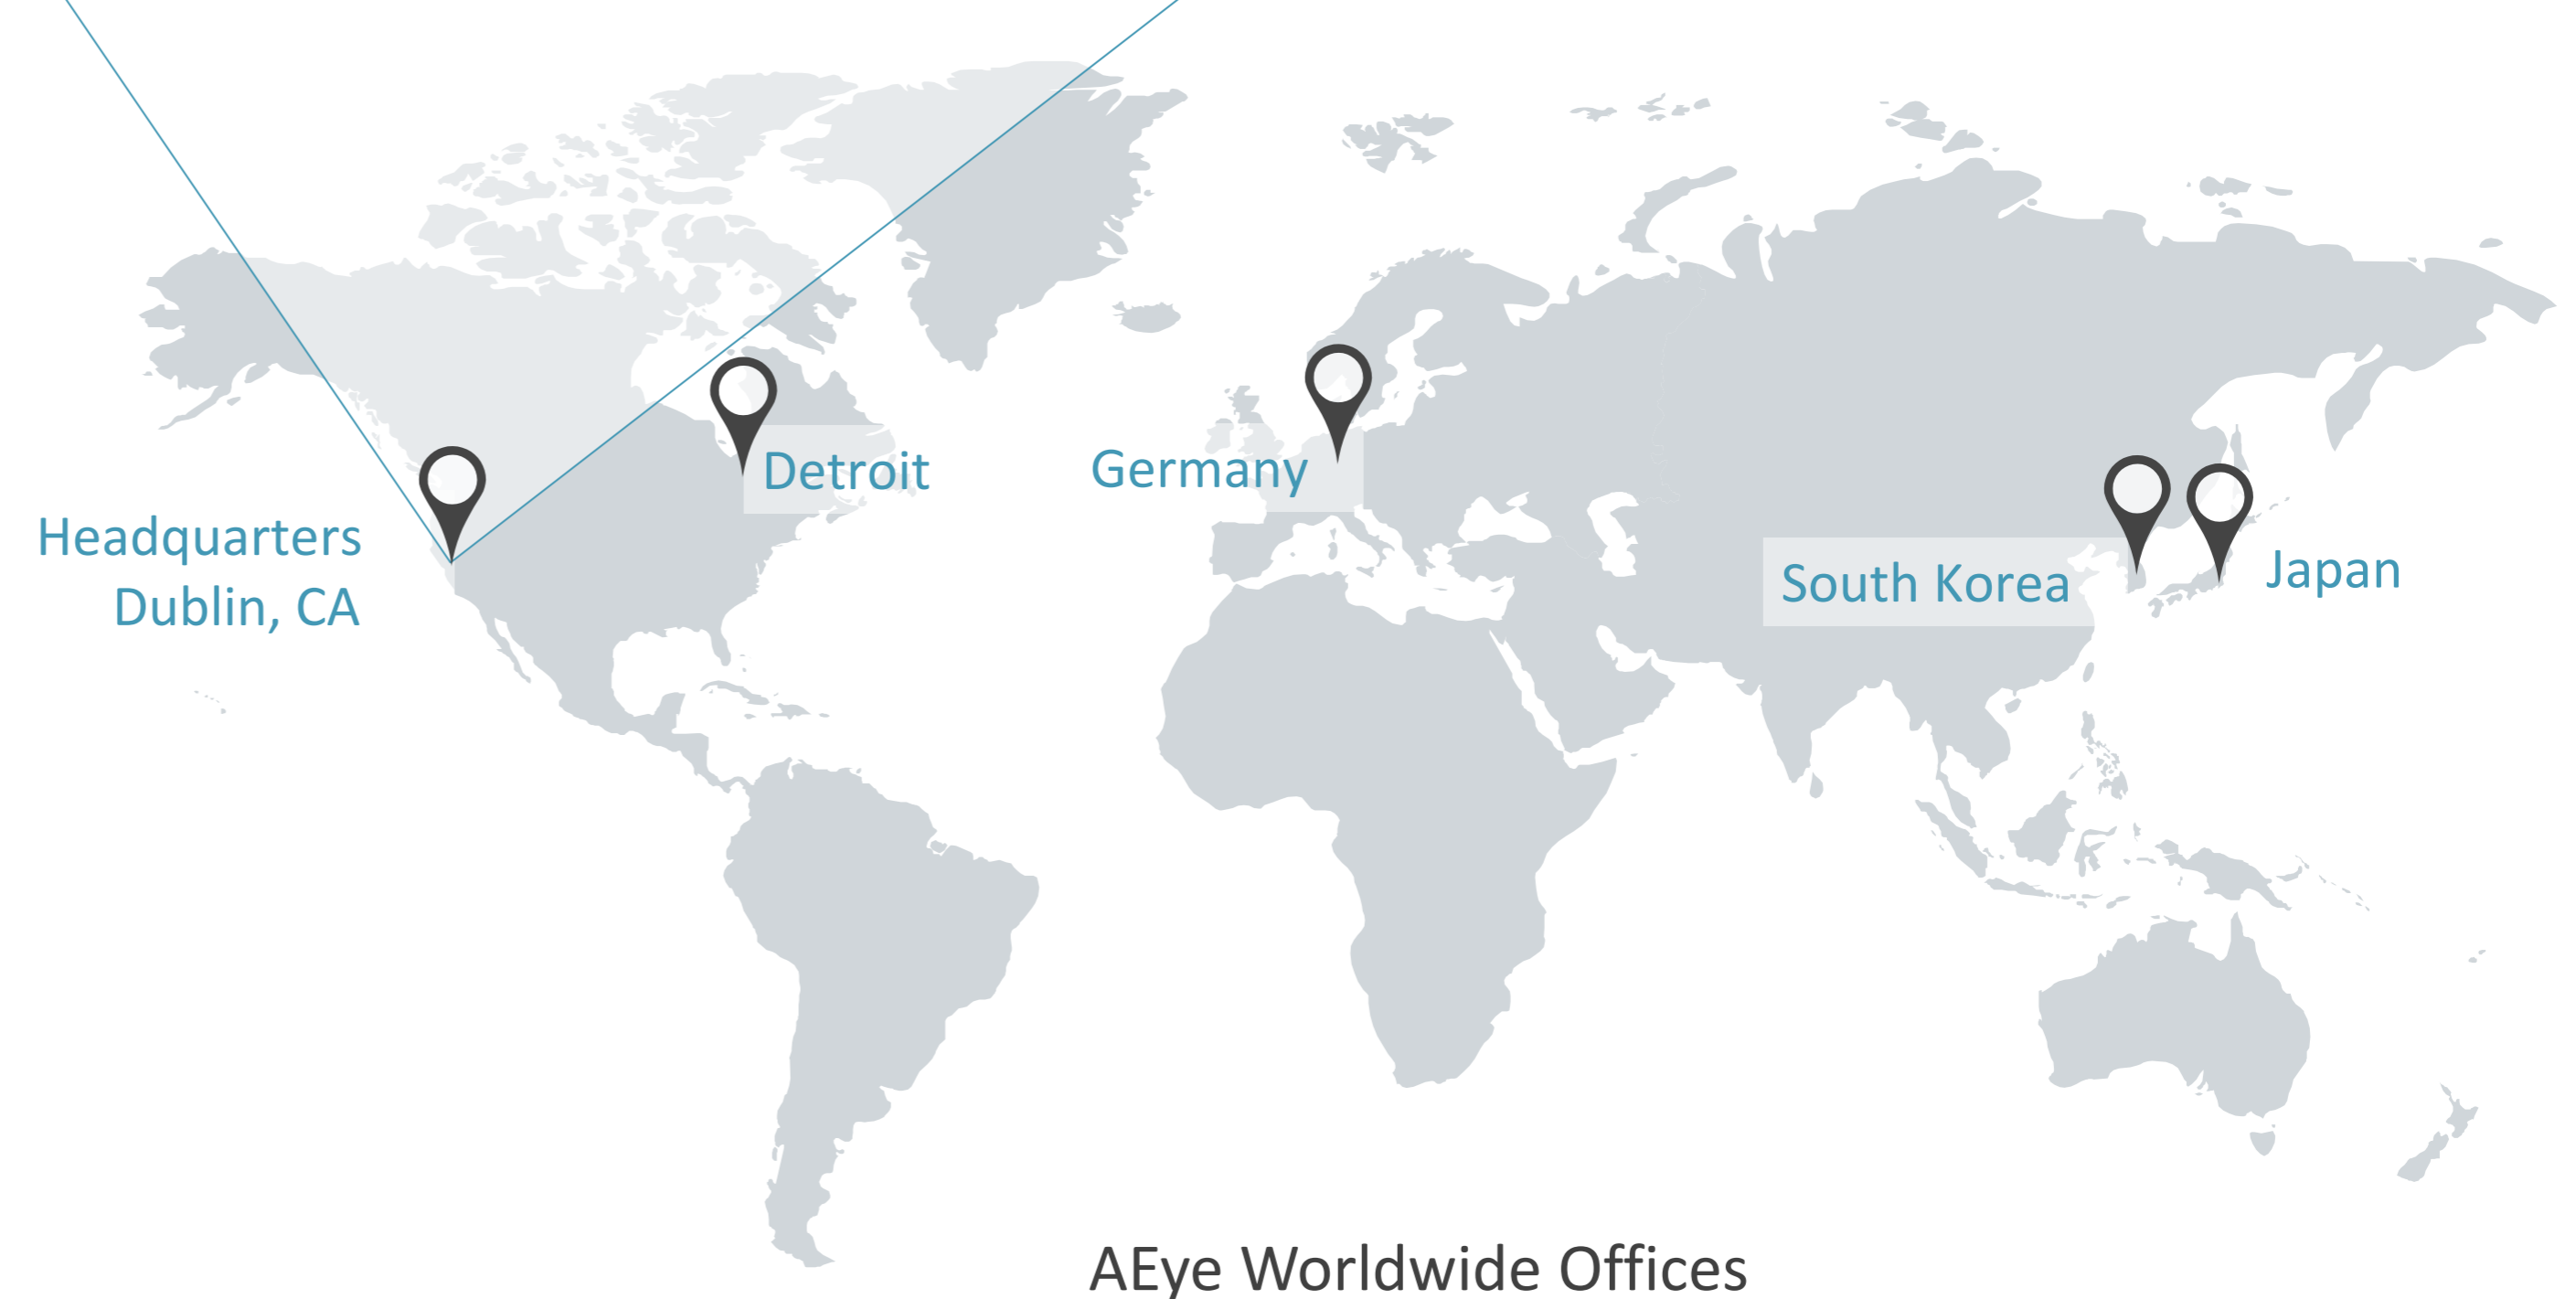 Detroit
Germany
Headquarters
Dublin, CA
South Korea
Japan
AEye Worldwide Offices